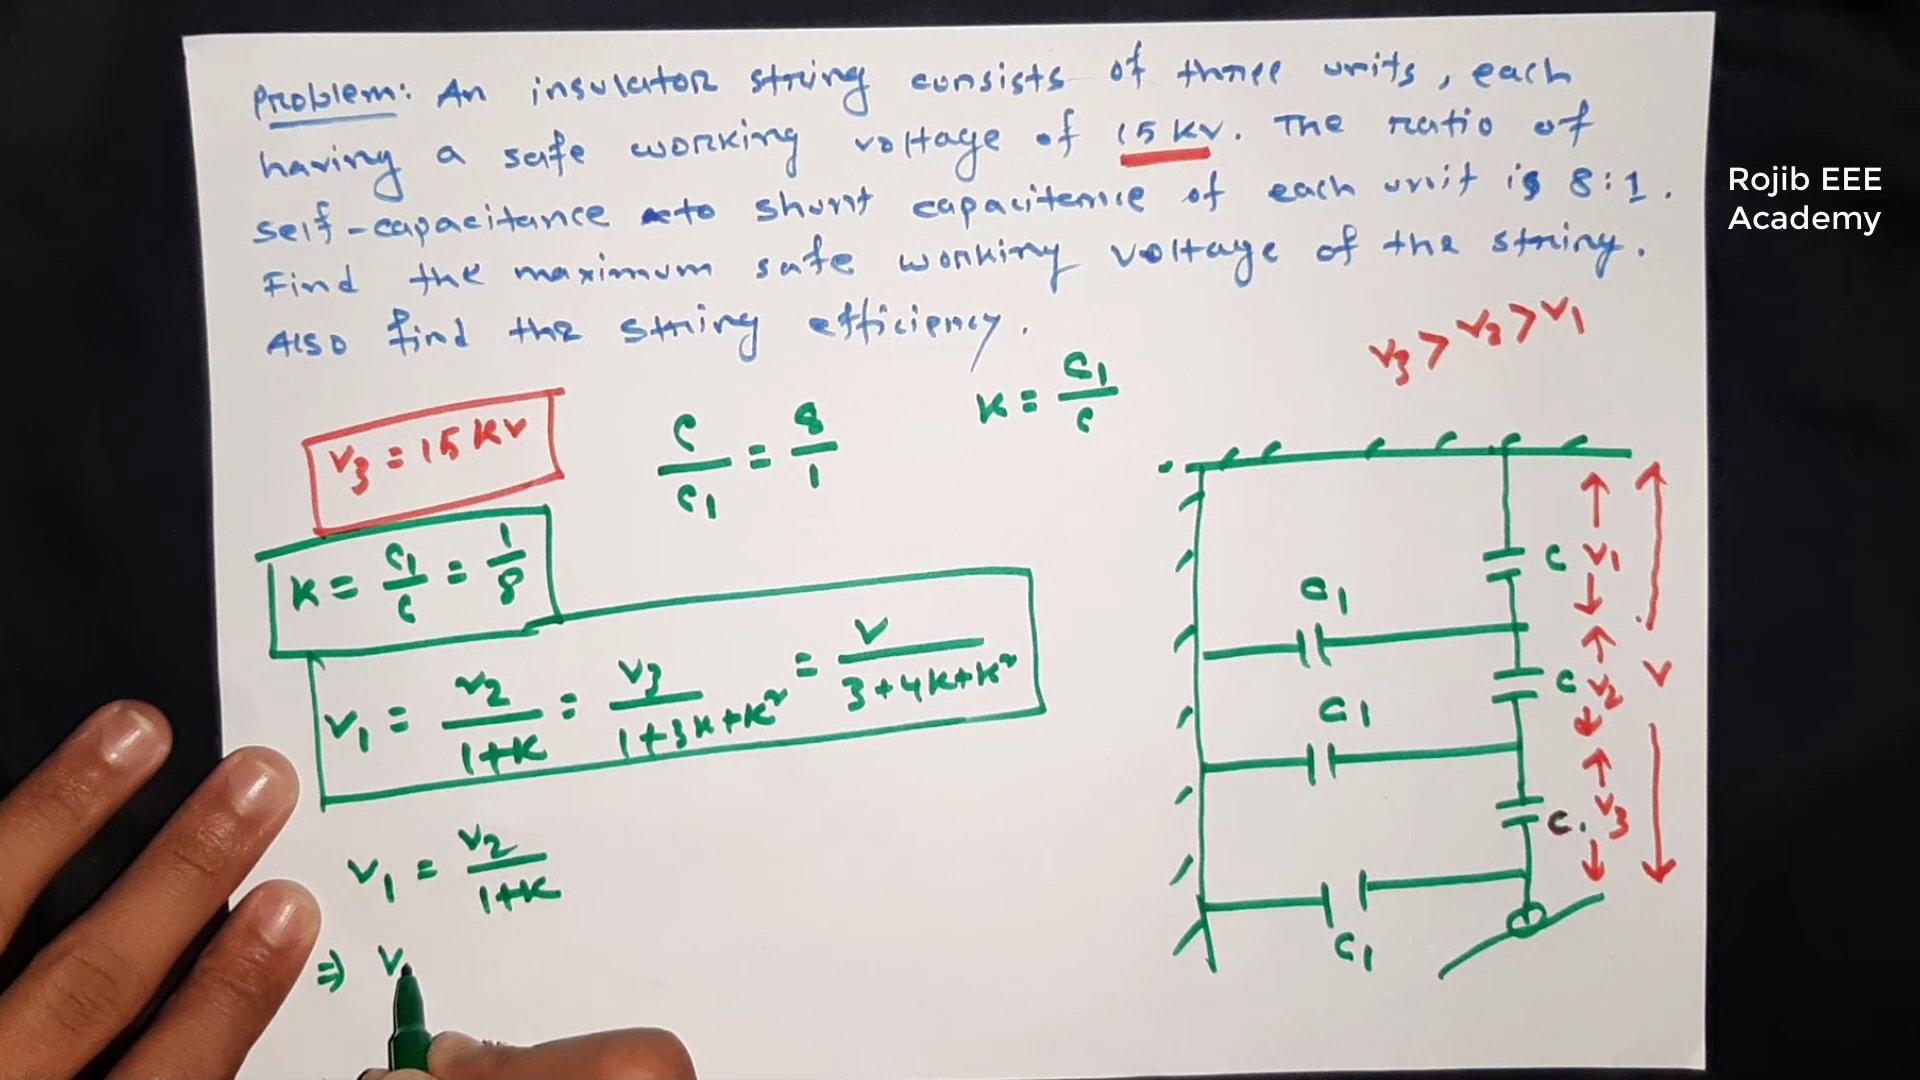 Problem: An insulator string consists of three units, each
having a safe working voltage of 15 kv. The ratio of
self-capacitance to shunt capacitence of each unit is 8:1.
Find the maximum safe working voltage of the string.
Also find the string efficiency.
Rojib EEE
Academy
V3 > V2 > V1
V3 = 15 kv
C/C1 = 8/1
K = C1/C
K = C1/C = 1/8
V1 = V2/(1+K) = V3/(1+3K+K²) = V/(3+4K+K²)
V1 = V2/(1+K)
⇒ V
C V1
C1
C V2 V
C1
C. V3
C1